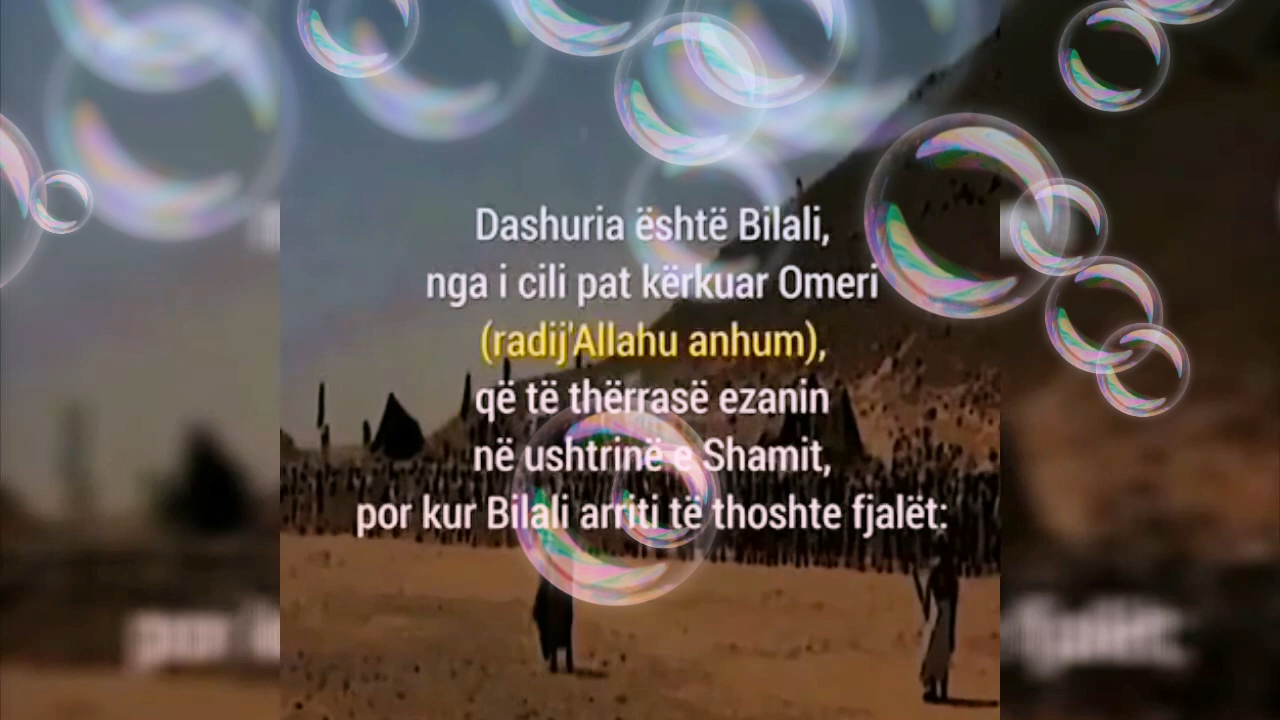 Dashuria është Bilali,
nga i cili pat kërkuar Omeri
(radij'Allahu anhum),
që të thërrasë ezanin
në ushtrinë e Shamit,
por kur Bilali arriti të thoshte fjalët: